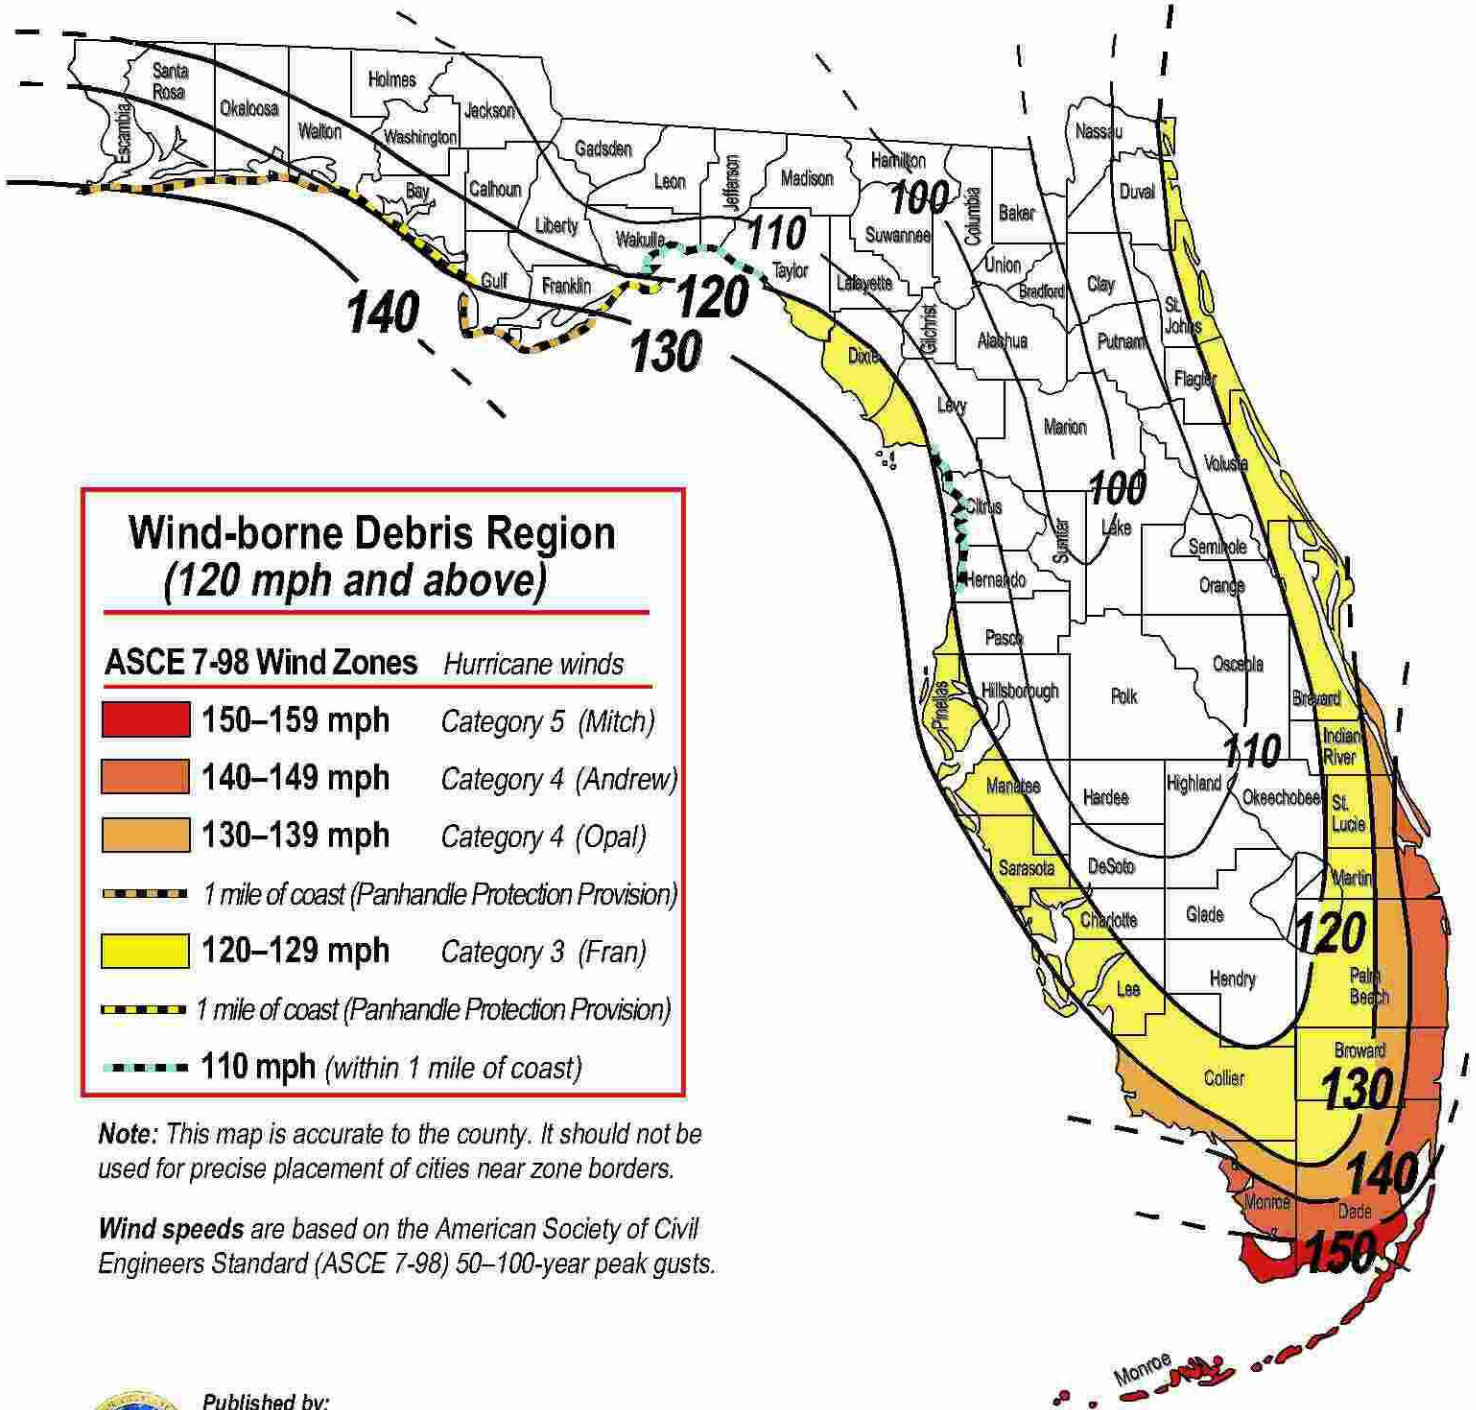 Santa
Rosa
Escambia
Okaloosa
Walton
Holmes
Washington
Jackson
Bay
Calhoun
Gulf
Liberty
Franklin
Gadsden
Leon
Wakulla
Jefferson
Madison
Taylor
Hamilton
Suwannee
Lafayette
Columbia
Baker
Nassau
Duval
Union
Bradford
Clay
St.
Johns
Gilchrist
Dixie
Alachua
Putnam
Flagler
Levy
Marion
Volusia
Citrus
Sumter
Lake
Seminole
Orange
Hernando
Pasco
Pinellas
Hillsborough
Polk
Osceola
Brevard
Indian
River
Manatee
Hardee
Highland
Okeechobee
St.
Lucie
Sarasota
DeSoto
Martin
Charlotte
Glade
Lee
Hendry
Palm
Beach
Collier
Broward
Monroe
Dade
Monroe
100
110
120
130
140
100
110
120
130
140
150
Wind-borne Debris Region
(120 mph and above)
ASCE 7-98 Wind Zones Hurricane winds
150–159 mph Category 5 (Mitch)
140–149 mph Category 4 (Andrew)
130–139 mph Category 4 (Opal)
1 mile of coast (Panhandle Protection Provision)
120–129 mph Category 3 (Fran)
1 mile of coast (Panhandle Protection Provision)
110 mph (within 1 mile of coast)
Note: This map is accurate to the county. It should not be
used for precise placement of cities near zone borders.
Wind speeds are based on the American Society of Civil
Engineers Standard (ASCE 7-98) 50–100-year peak gusts.
Published by: